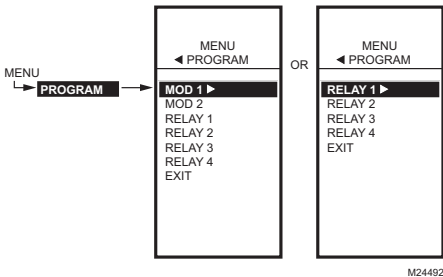 MENU
PROGRAM
MENU
◀ PROGRAM
MOD 1 ▶
MOD 2
RELAY 1
RELAY 2
RELAY 3
RELAY 4
EXIT
OR
MENU
◀ PROGRAM
RELAY 1 ▶
RELAY 2
RELAY 3
RELAY 4
EXIT
M24492